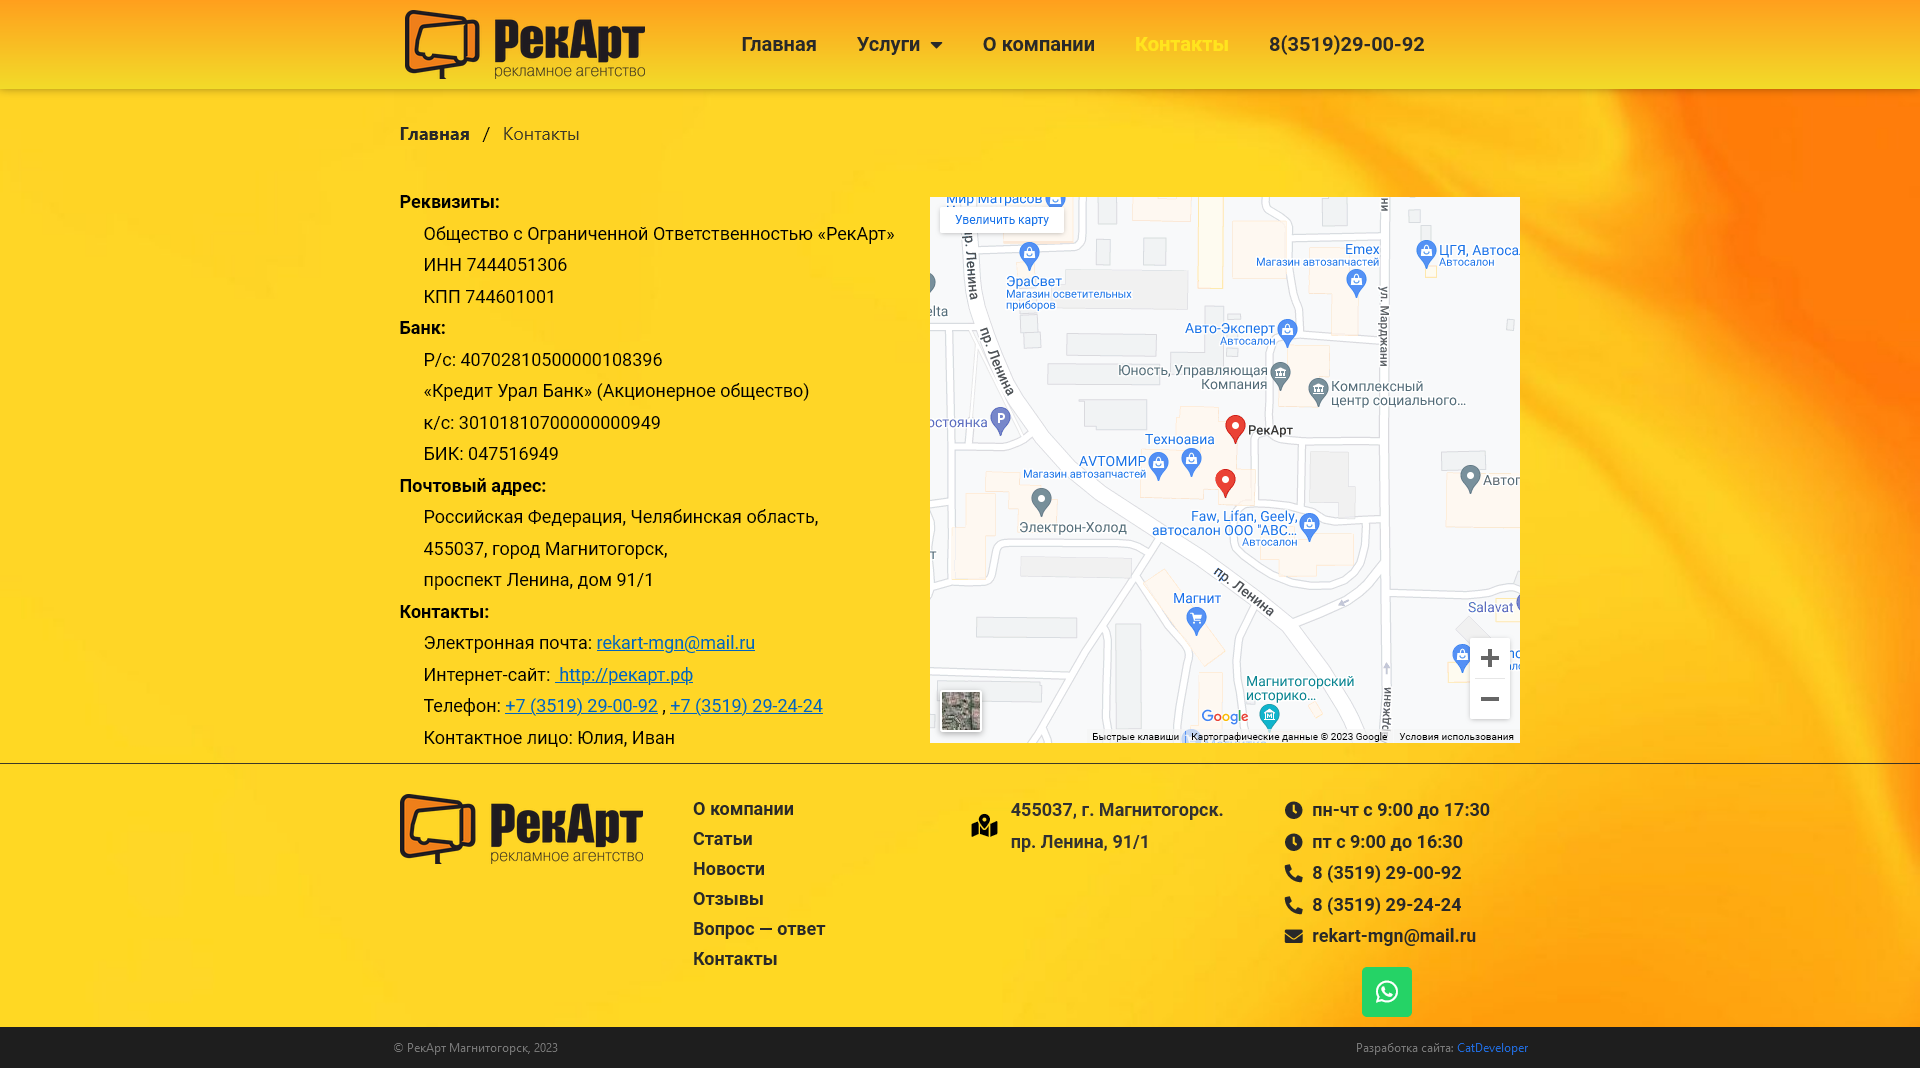 РекАрт
рекламное агентство
Главная
Услуги
О компании
Контакты
8(3519)29-00-92
Главная / Контакты
Реквизиты:
Общество с Ограниченной Ответственностью «РекАрт»
ИНН 7444051306
КПП 744601001
Банк:
Р/с: 40702810500000108396
«Кредит Урал Банк» (Акционерное общество)
к/с: 30101810700000000949
БИК: 047516949
Почтовый адрес:
Российская Федерация, Челябинская область,
455037, город Магнитогорск,
проспект Ленина, дом 91/1
Контакты:
Электронная почта: rekart-mgn@mail.ru
Интернет-сайт: http://рекарт.рф
Телефон: +7 (3519) 29-00-92 , +7 (3519) 29-24-24
Контактное лицо: Юлия, Иван
Мир Матрасов
Увеличить карту
пр. Ленина
ЭраСвет
Магазин осветительных
приборов
Emex
Магазин автозапчастей
ЦГЯ, Автоса
Автосалон
ул. Марджани
пр. Ленина
Авто-Эксперт
Автосалон
Юность, Управляющая
Компания
Комплексный
центр социального...
остоянка
P
РекАрт
Техноавиа
AVТОМИР
Магазин автозапчастей
Электрон-Холод
Faw, Lifan, Geely,
автосалон ООО "АВС...
Автосалон
пр. Ленина
Магнит
Salavat
Магнитогорский
историко...
Google
Быстрые клавиши
Картографические данные © 2023 Google
Условия использования
РекАрт
рекламное агентство
О компании
Статьи
Новости
Отзывы
Вопрос — ответ
Контакты
455037, г. Магнитогорск.
пр. Ленина, 91/1
пн-чт с 9:00 до 17:30
пт с 9:00 до 16:30
8 (3519) 29-00-92
8 (3519) 29-24-24
rekart-mgn@mail.ru
© РекАрт Магнитогорск, 2023
Разработка сайта: CatDeveloper